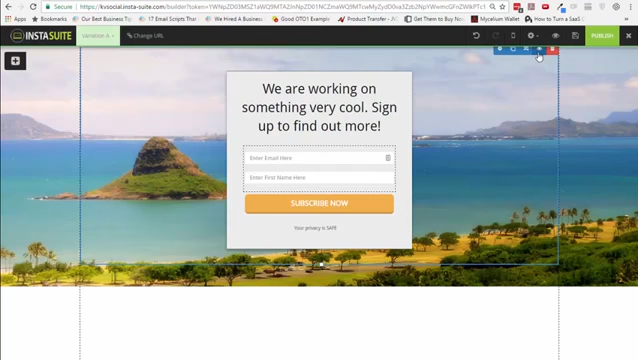 Secure
https://kvsocial.insta-suite.com/builder?token=
Apps
Bookmarks
Our Best Business
17 Email Scripts That
We Hired A Wedding
Good OTO1 Example
Product Transfer
Get Them to Buy Now
Mycelium Wallet
How to Turn a SaaS
INSTASUITE
Variation A
Change URL
PUBLISH
We are working on
something very cool. Sign
up to find out more!
Enter Email Here
Enter First Name Here
SUBSCRIBE NOW
Your privacy is SAFE